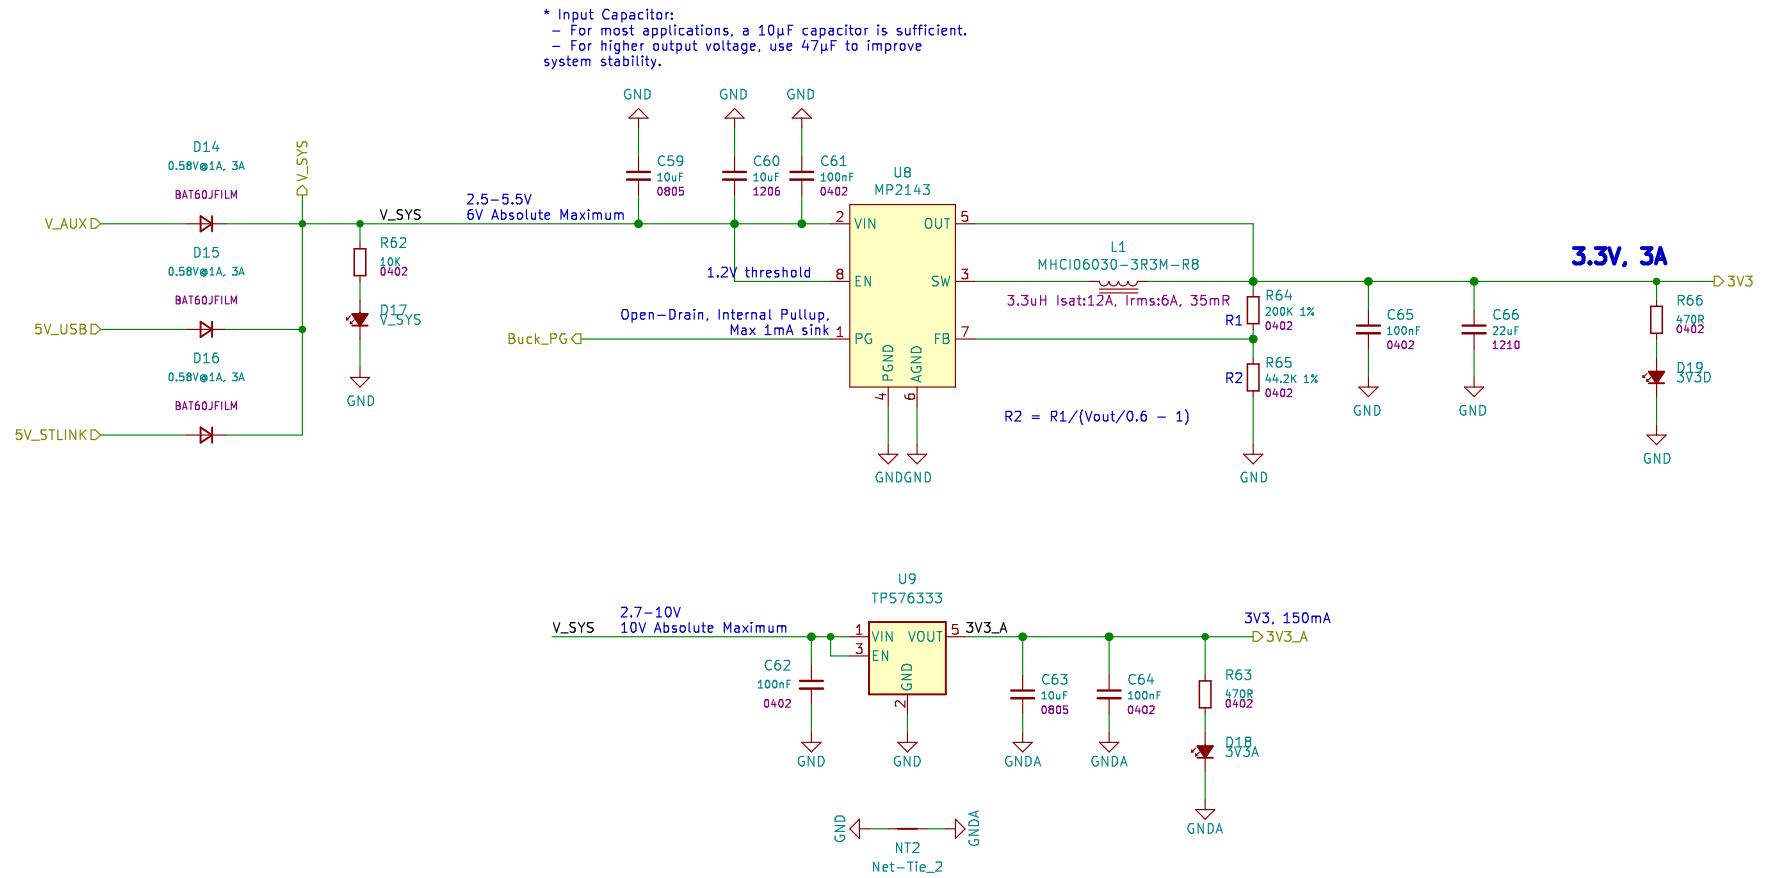 * Input Capacitor:
- For most applications, a 10µF capacitor is sufficient.
- For higher output voltage, use 47µF to improve
system stability.
GND
GND
GND
D14
0.58V@1A, 3A
BAT60JFILM
V_SYS
C59
10uF
0805
C60
10uF
1206
C61
100nF
0402
U8
MP2143
V_AUX
V_SYS
2.5-5.5V
6V Absolute Maximum
2
VIN
OUT
5
D15
0.58V@1A, 3A
BAT60JFILM
R62
10K
0402
1.2V threshold
8
EN
SW
3
L1
MHCI06030-3R3M-R8
3.3uH Isat:12A, Irms:6A, 35mR
3.3V, 3A
3V3
5V_USB
D17
V_SYS
Open-Drain, Internal Pullup,
Max 1mA sink
Buck_PG
1
PG
FB
7
R1
R64
200K 1%
0402
C65
100nF
0402
C66
22uF
1210
R66
470R
0402
D16
0.58V@1A, 3A
BAT60JFILM
GND
PGND
AGND
4
6
R2
R65
44.2K 1%
0402
D19
3V3D
GND
GND
R2 = R1/(Vout/0.6 - 1)
5V_STLINK
GND
GND
GND
GND
U9
TPS76333
2.7-10V
10V Absolute Maximum
V_SYS
1
VIN
VOUT
5
3V3_A
3V3, 150mA
3V3_A
3
EN
GND
2
C62
100nF
0402
C63
10uF
0805
C64
100nF
0402
R63
470R
0402
D18
3V3A
GND
GND
GNDA
GNDA
GNDA
GND
GNDA
NT2
Net-Tie_2